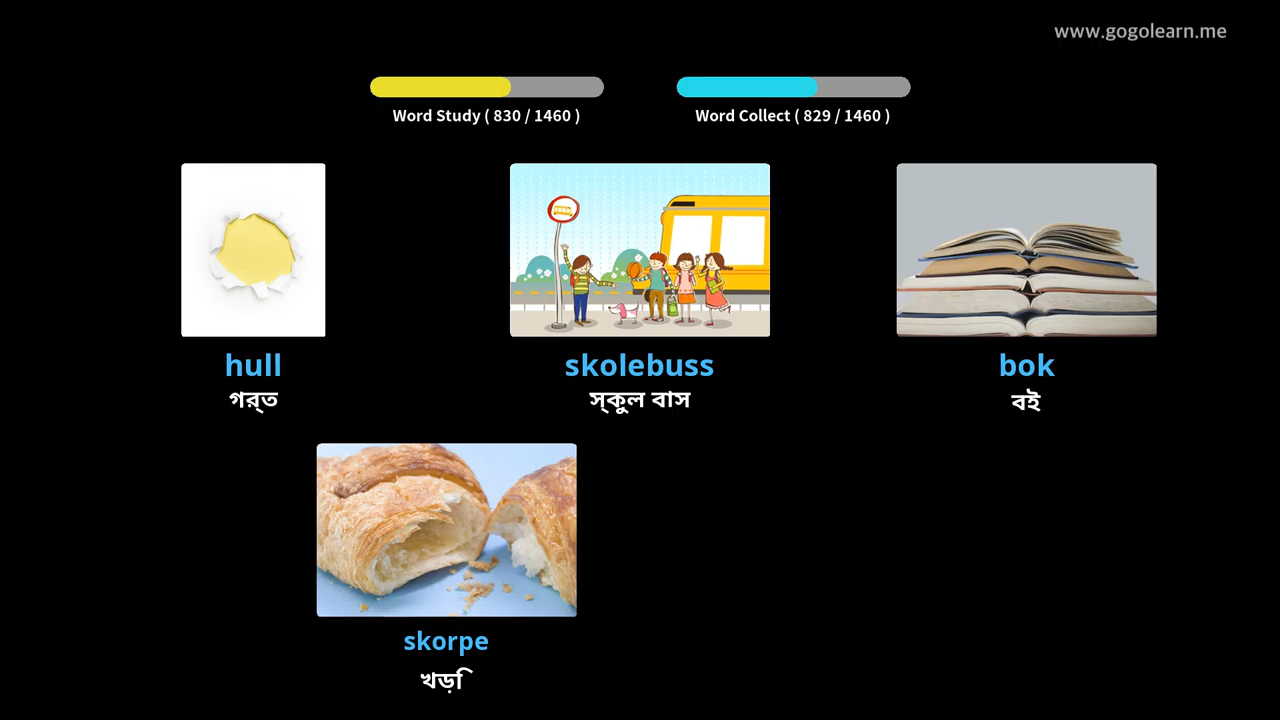 www.gogolearn.me
Word Study ( 830 / 1460 )
Word Collect ( 829 / 1460 )
hull
গর্ত
skolebuss
স্কুল বাস
bok
বই
skorpe
খড়ি